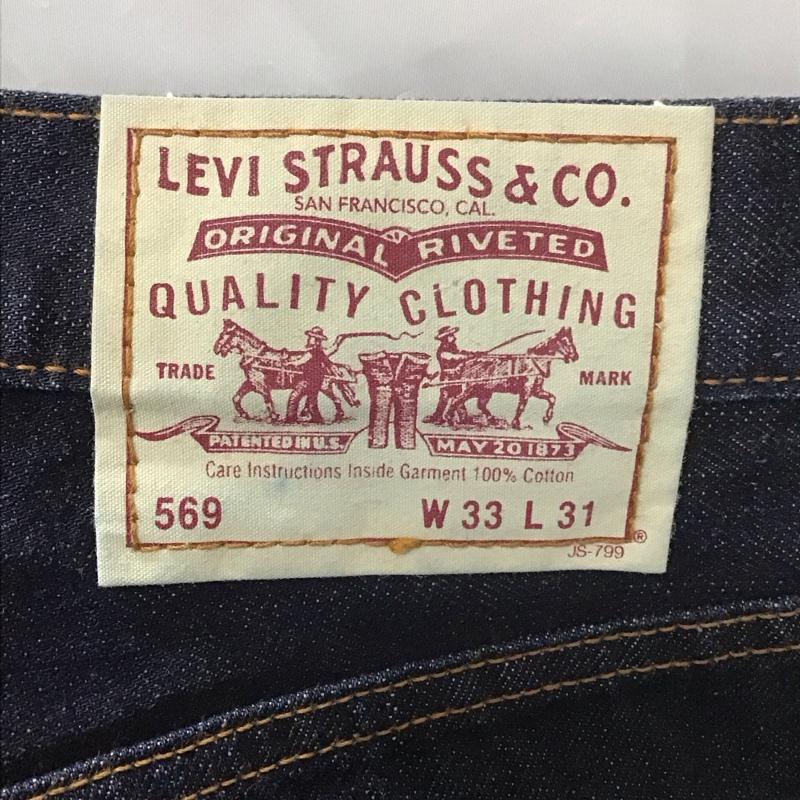 LEVI STRAUSS & CO.
SAN FRANCISCO, CAL.
ORIGINAL RIVETED
QUALITY CLOTHING
TRADE MARK
PATENTED IN U.S. MAY 20 1873
Care Instructions Inside Garment 100% Cotton
569 W 33 L 31
®
JS-799